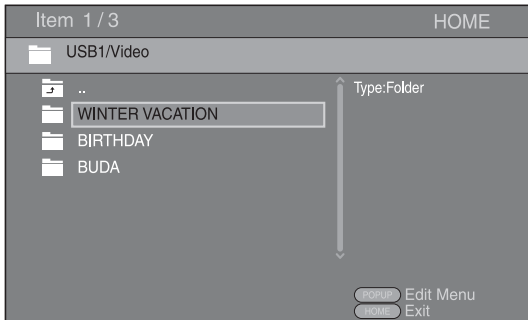 Item 1/3 HOME
USB1/Video
..
Type:Folder
WINTER VACATION
BIRTHDAY
BUDA
POPUP Edit Menu
HOME Exit